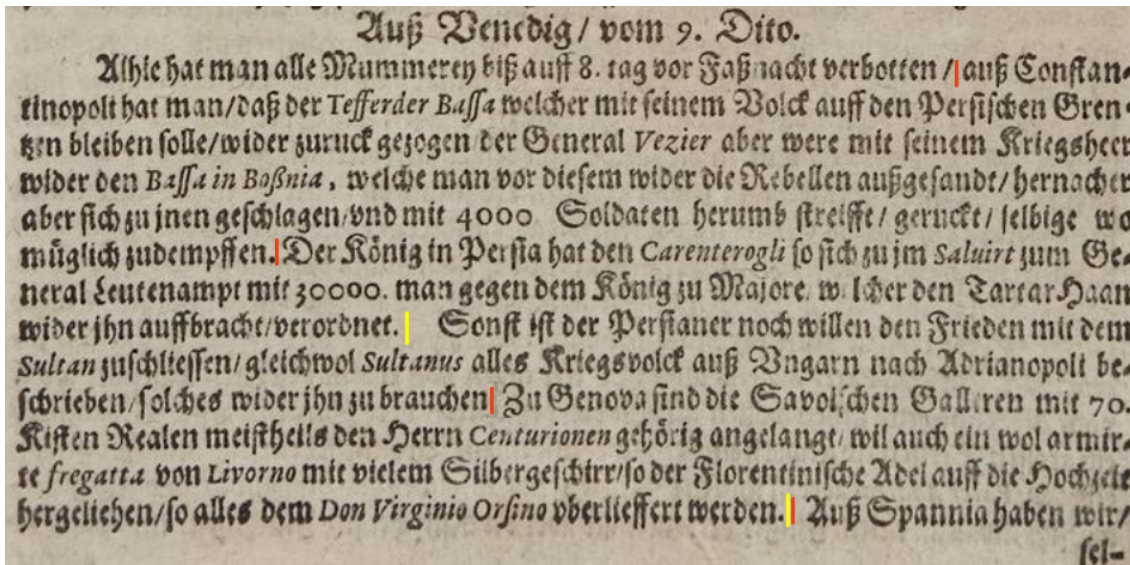 Auß Venedig / vom 9. Dito.
Alhie hat man alle Mummerey biß auff 8. tag vor Faßnacht verbotten / auß Constan-
tinopoli hat man/daß der Tefferder Bassa welcher mit seinem Volck auff den Persischen Gren-
tzen bleiben solle/wider zuruck gezogen der General Vezier aber were mit seinem Kriegsheer
wider den Bassa in Boßnia, welche man vor diesem wider die Rebellen außgesandt/ hernacher
aber sich zu jnen geschlagen/vnd mit 4000 Soldaten herumb streiffe/ geruckt/ selbige wo
müglich zudempffen. Der König in Persia hat den Carenterogli so sich zu jm Saluirt zum Ge-
neral Leutenampt mit 30000. man gegen dem König zu Majore, w lcher den Tartar Haan
wider jhn auffbracht/verordnet. Sonst ist der Persianer noch willen den Frieden mit dem
Sultan zuschliessen/ gleichwol Sultanus alles Kriegsvolck auß Vngarn nach Adrianopoli be-
schrieben/solches wider jhn zu brauchen Zu Genova sind die Savoischen Galleren mit 70.
Kisten Realen meistheils den Herrn Centurionen gehörig angelangt/ wil auch ein wol armir-
te fregatta von Livorno mit vielem Silbergeschirr/so der Florentinische Adel auff die Hochzeit
hergeliehen/so alles dem Don Virginio Orsino vberlieffert werden. Auß Spannia haben wir/
sel-